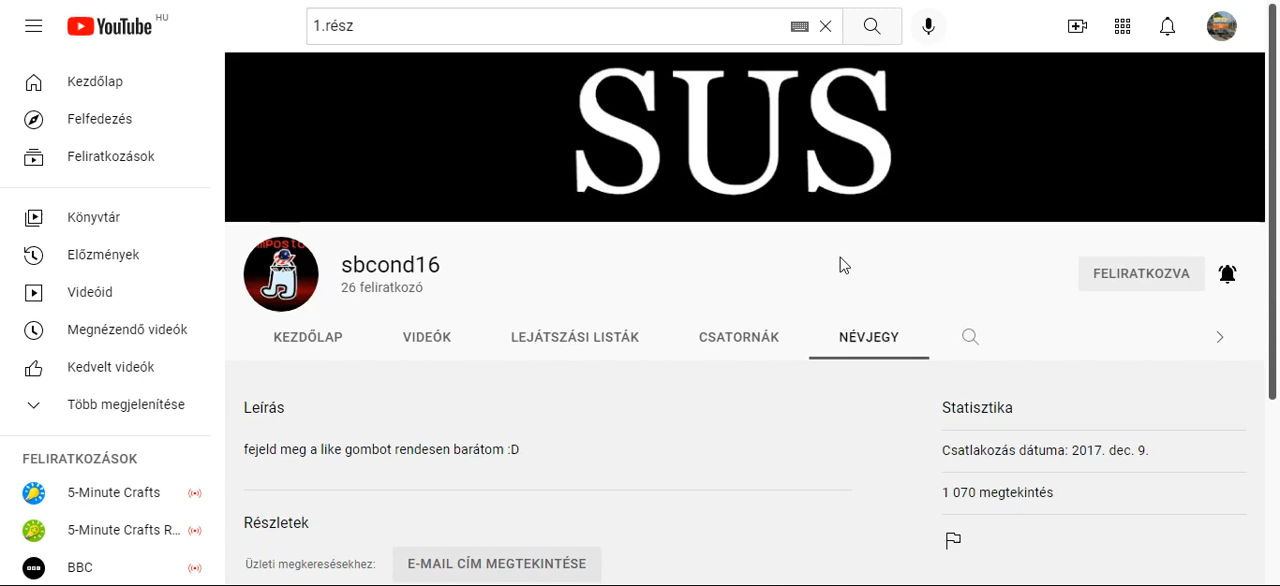 YouTube HU
1.rész
Kezdőlap
Felfedezés
Feliratkozások
Könyvtár
Előzmények
Videóid
Megnézendő videók
Kedvelt videók
Több megjelenítése
FELIRATKOZÁSOK
5-Minute Crafts
5-Minute Crafts R...
BBC
SUS
sbcond16
26 feliratkozó
FELIRATKOZVA
KEZDŐLAP VIDEÓK LEJÁTSZÁSI LISTÁK CSATORNÁK NÉVJEGY
Leírás
fejeld meg a like gombot rendesen barátom :D
Részletek
Üzleti megkeresésekhez: E-MAIL CÍM MEGTEKINTÉSE
Statisztika
Csatlakozás dátuma: 2017. dec. 9.
1 070 megtekintés